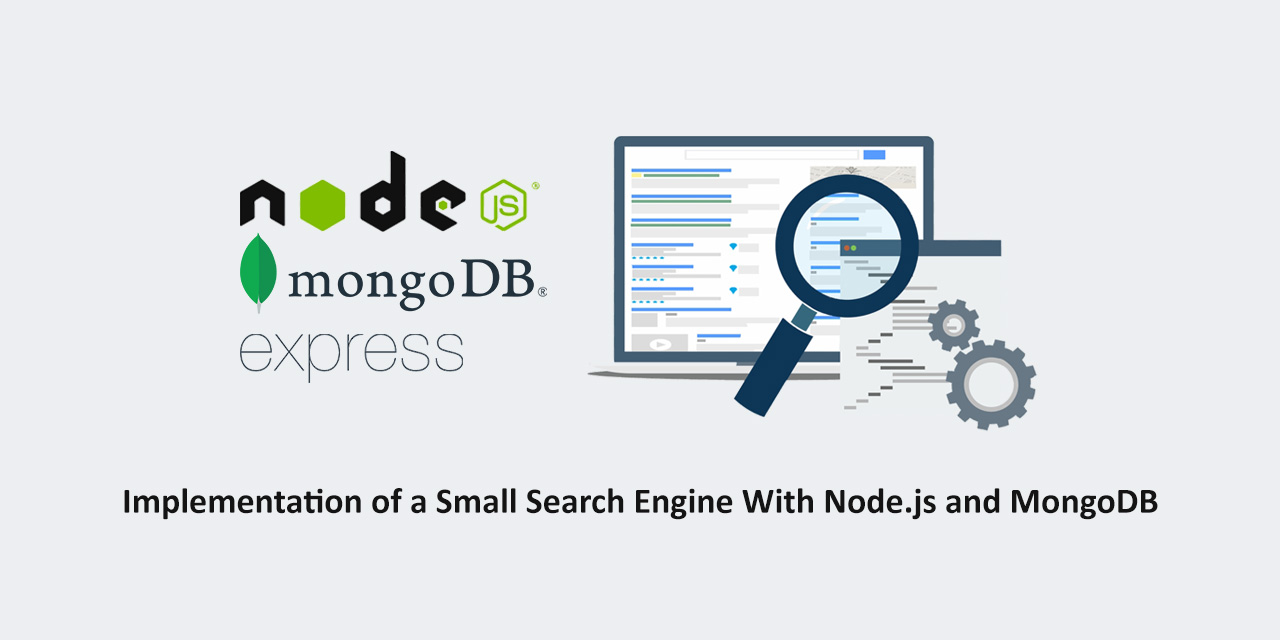 node JS®
mongoDB®
express
Implementation of a Small Search Engine With Node.js and MongoDB